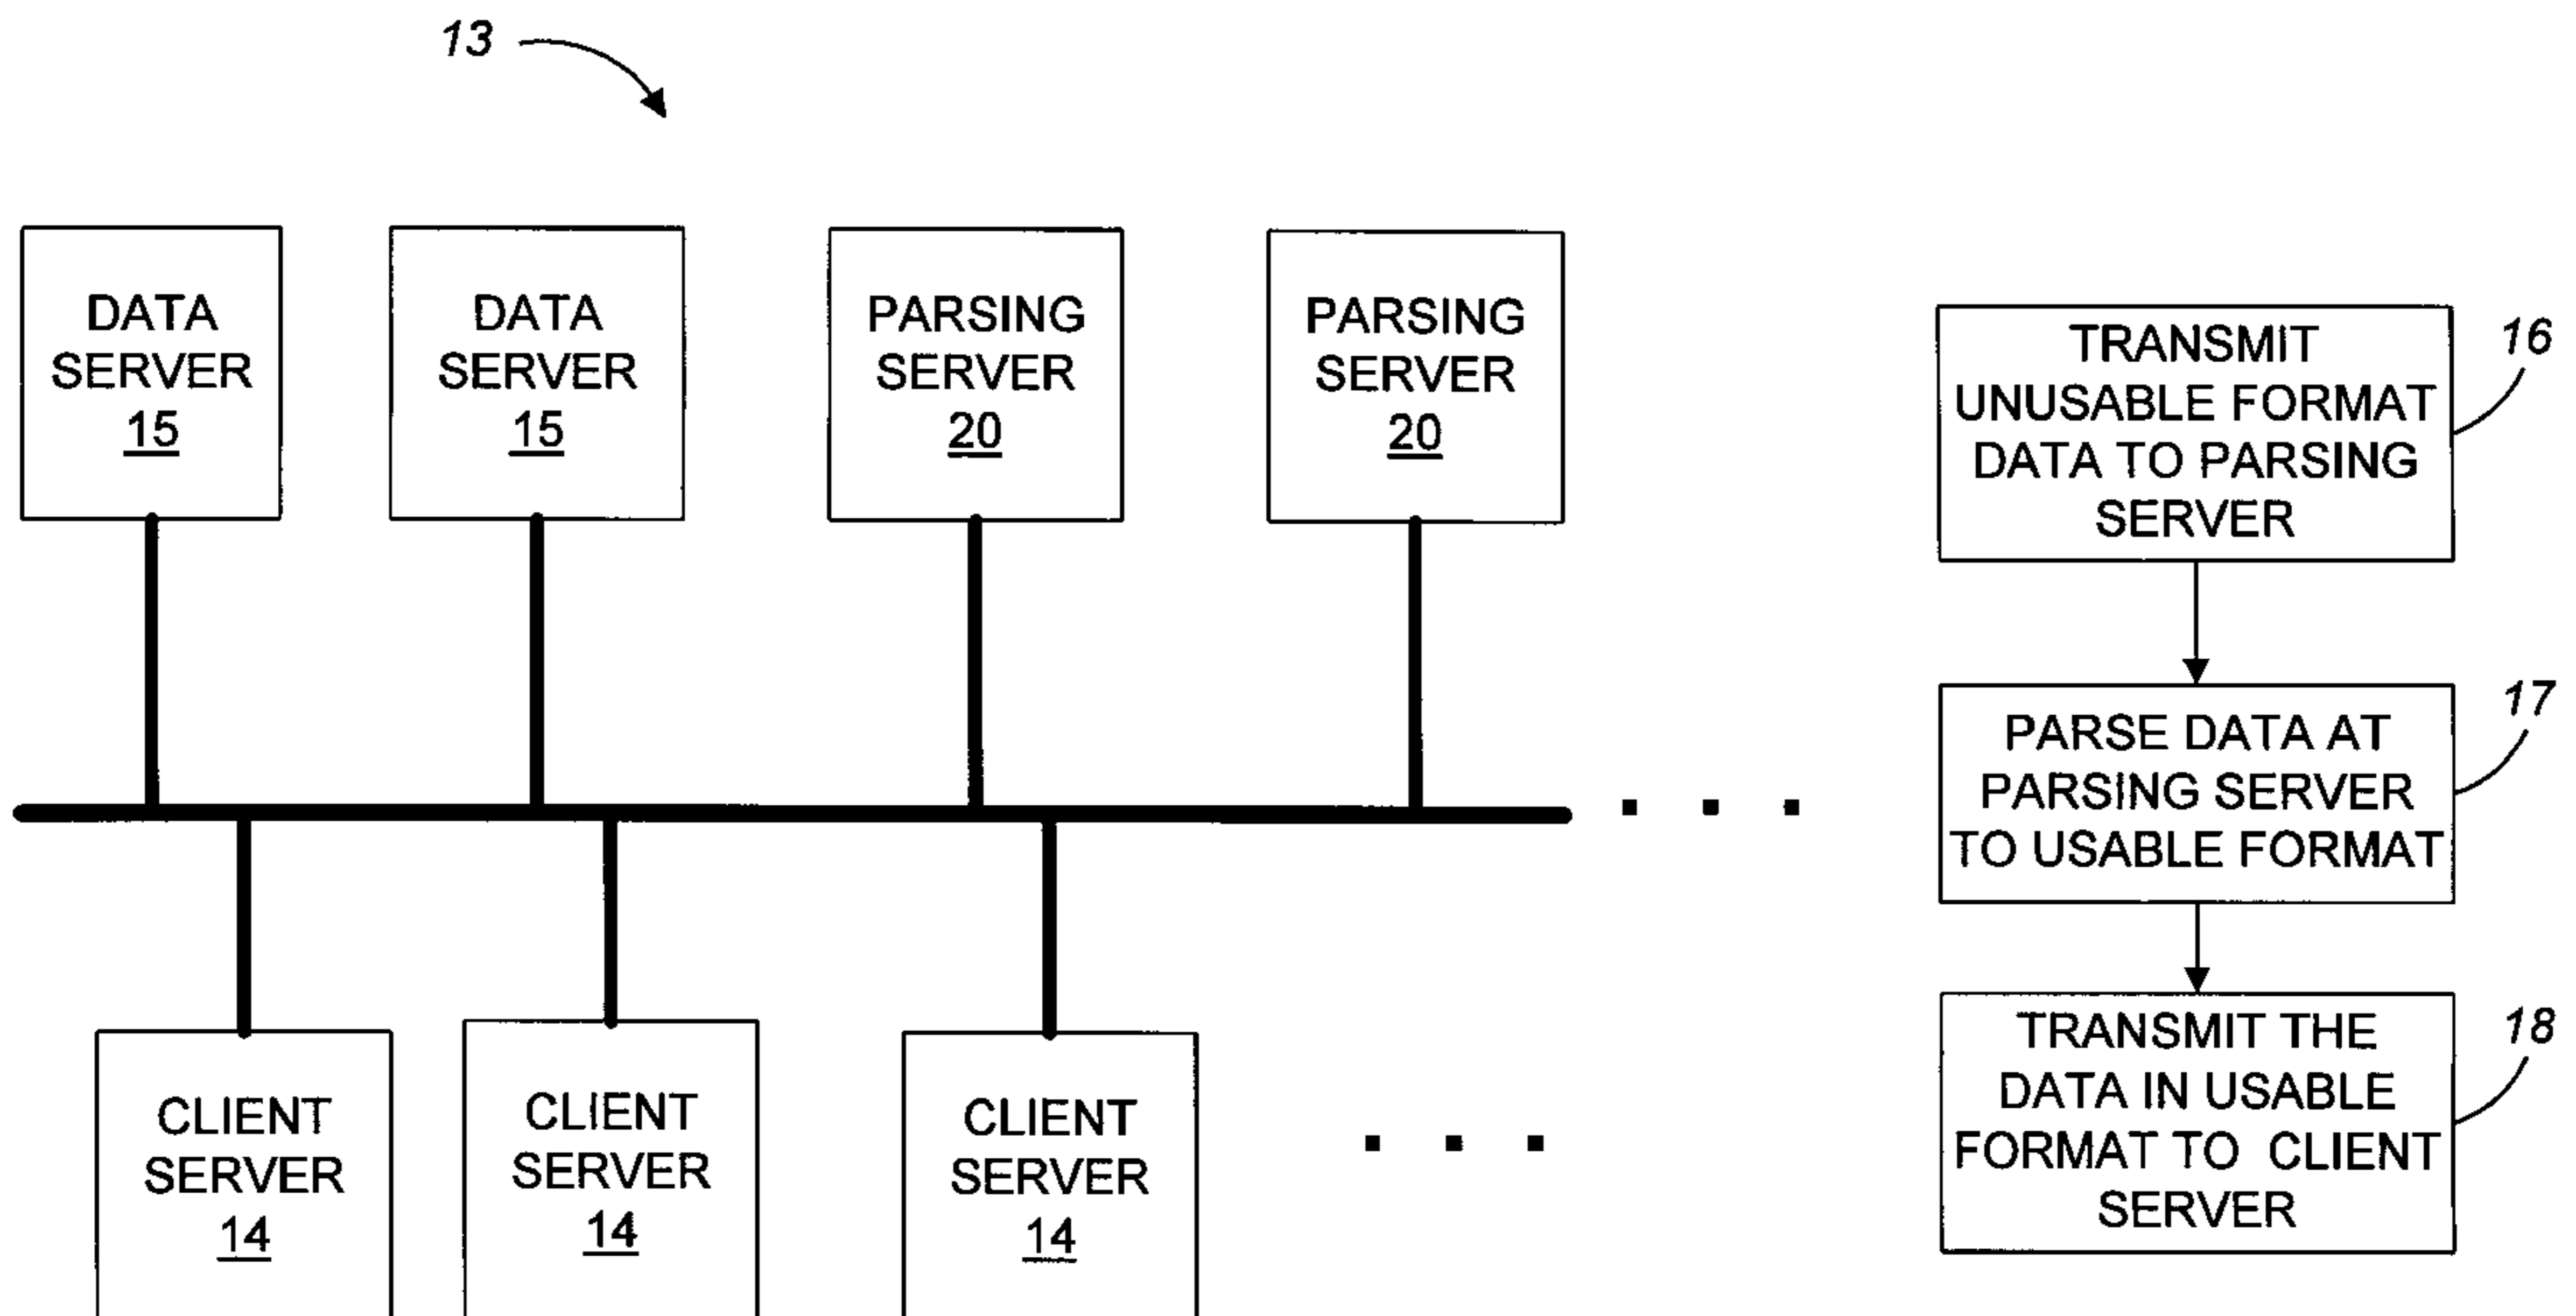 13
DATA
SERVER
15
DATA
SERVER
15
PARSING
SERVER
20
PARSING
SERVER
20
CLIENT
SERVER
14
CLIENT
SERVER
14
CLIENT
SERVER
14
TRANSMIT
UNUSABLE FORMAT
DATA TO PARSING
SERVER
16
PARSE DATA AT
PARSING SERVER
TO USABLE FORMAT
17
TRANSMIT THE
DATA IN USABLE
FORMAT TO CLIENT
SERVER
18